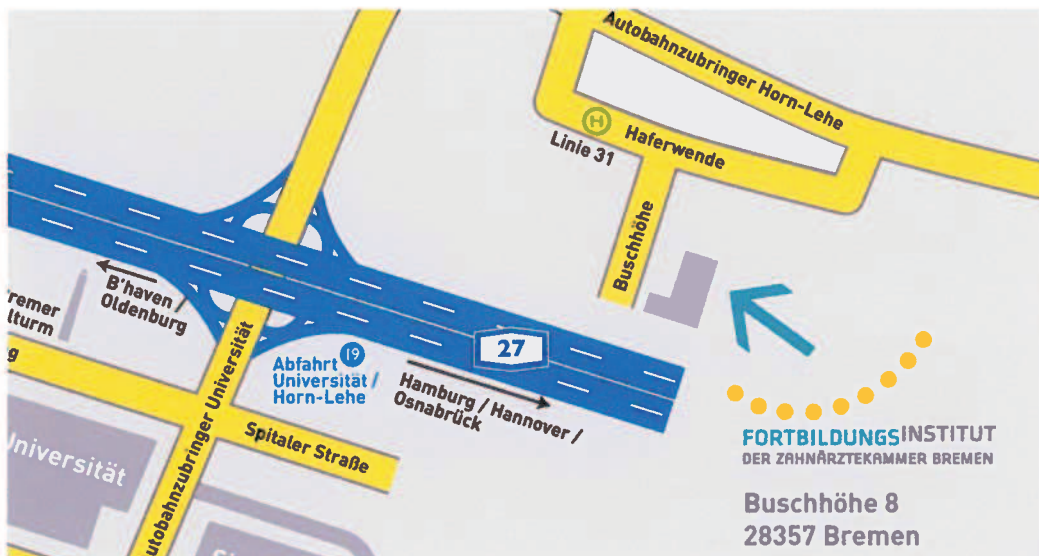 Autobahnzubringer Horn-Lehe
H
Linie 31
Haferwende
Buschhöhe
B'haven /
Oldenburg
Autobahnzubringer Universität
Abfahrt 19
Universität /
Horn-Lehe
27
Hamburg / Hannover /
Osnabrück
Spitaler Straße
Universität
FORTBILDUNGSINSTITUT
DER ZAHNÄRZTEKAMMER BREMEN
Buschhöhe 8
28357 Bremen